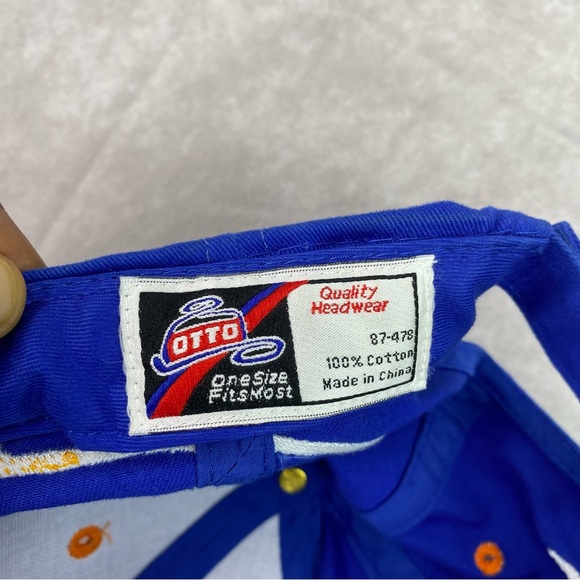 OTTO
One Size
Fits Most
Quality
Headwear
87-478
100% Cotton
Made in China